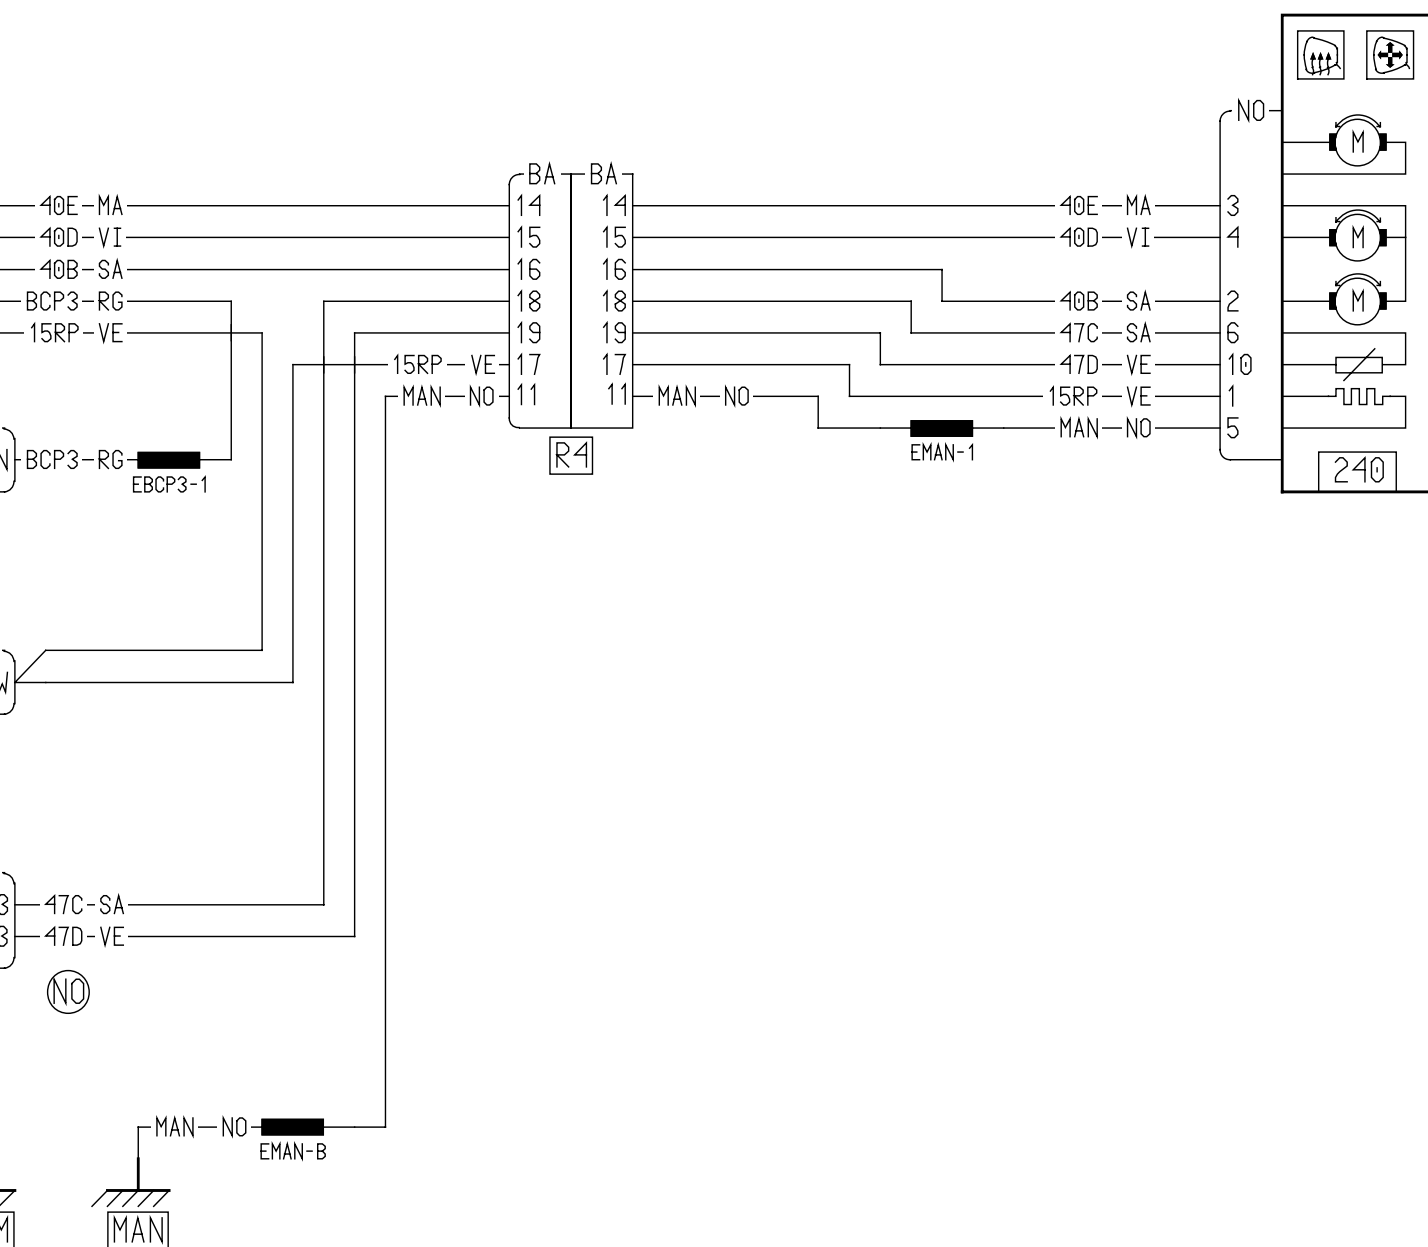 NO
M
BA BA
40E-MA 14 14 40E-MA 3
40D-VI 15 15 40D-VI 4 M
40B-SA 16 16
BCP3-RG 18 18 40B-SA 2 M
15RP-VE 19 19 47C-SA 6
15RP-VE 17 17 47D-VE 10
MAN-NO 11 11 MAN-NO 15RP-VE 1
MAN-NO 5
N BCP3-RG R4 EMAN-1 240
EBCP3-1
W
3 47C-SA
3 47D-VE
NO
MAN-NO
EMAN-B
M MAN